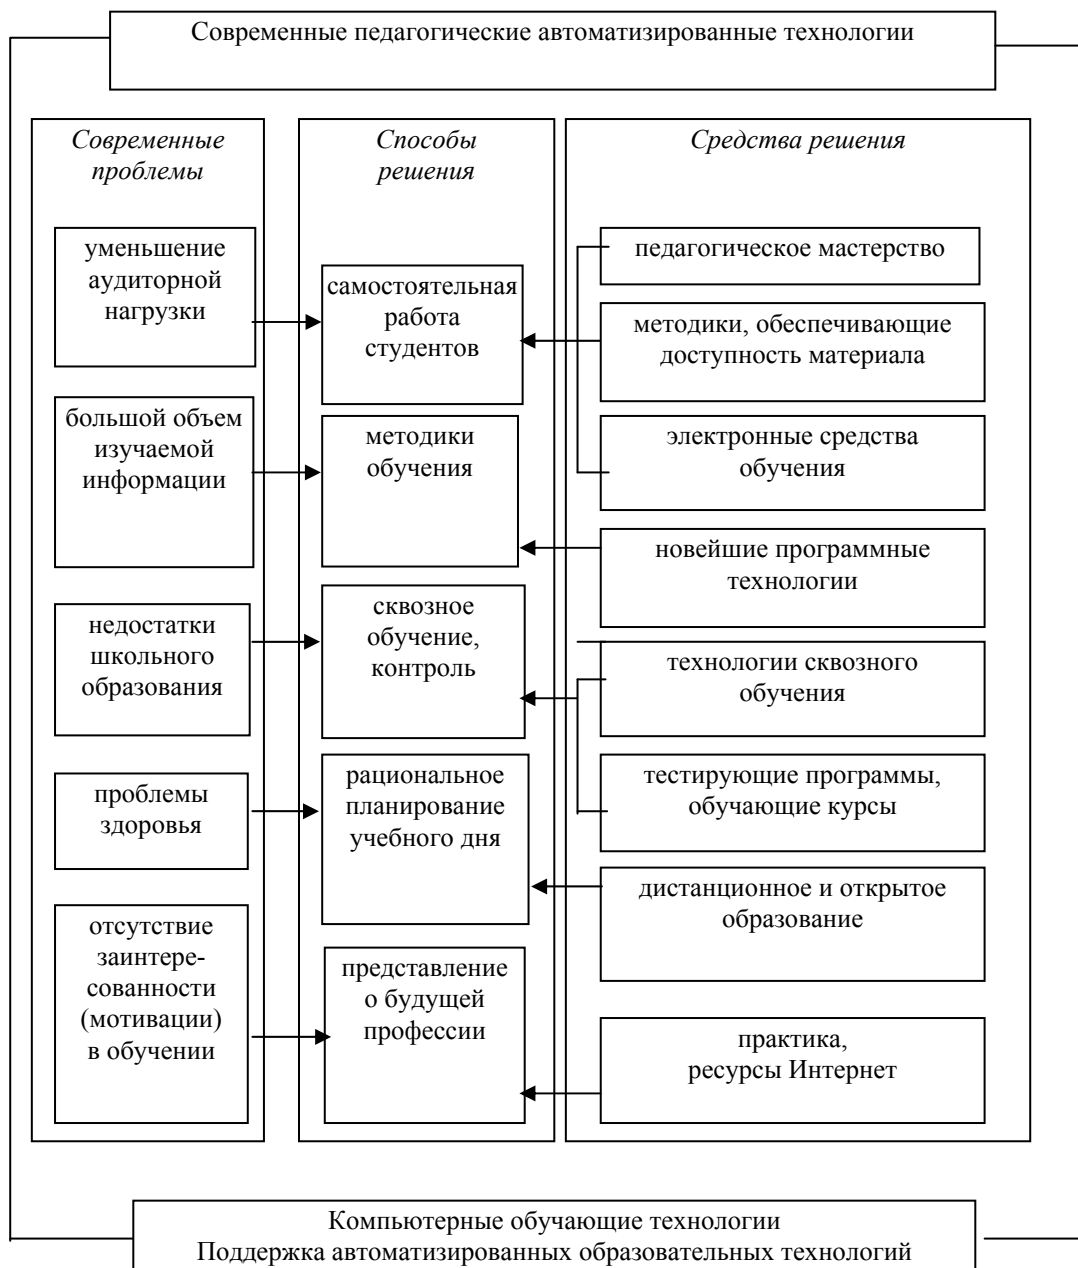 Современные педагогические автоматизированные технологии
Современные
проблемы
уменьшение
аудиторной
нагрузки
большой объем
изучаемой
информации
недостатки
школьного
образования
проблемы
здоровья
отсутствие
заинтере-
сованности
(мотивации)
в обучении
Способы
решения
самостоятельная
работа
студентов
методики
обучения
сквозное
обучение,
контроль
рациональное
планирование
учебного дня
представление
о будущей
профессии
Средства решения
педагогическое мастерство
методики, обеспечивающие
доступность материала
электронные средства
обучения
новейшие программные
технологии
технологии сквозного
обучения
тестирующие программы,
обучающие курсы
дистанционное и открытое
образование
практика,
ресурсы Интернет
Компьютерные обучающие технологии
Поддержка автоматизированных образовательных технологий